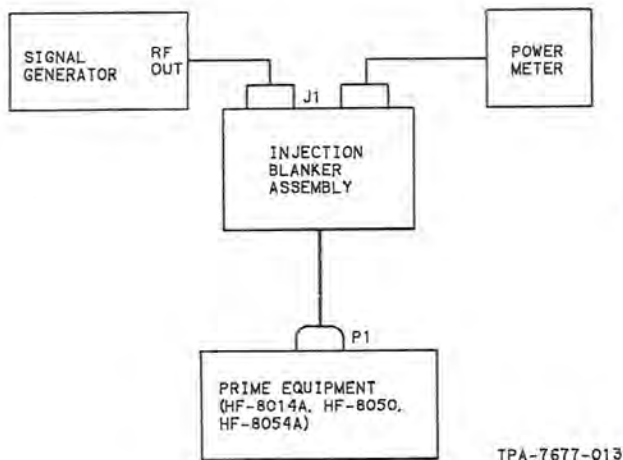 SIGNAL
GENERATOR
RF
OUT
POWER
METER
J1
INJECTION
BLANKER
ASSEMBLY
P1
PRIME EQUIPMENT
(HF-8014A, HF-8050,
HF-8054A)
TPA-7677-013